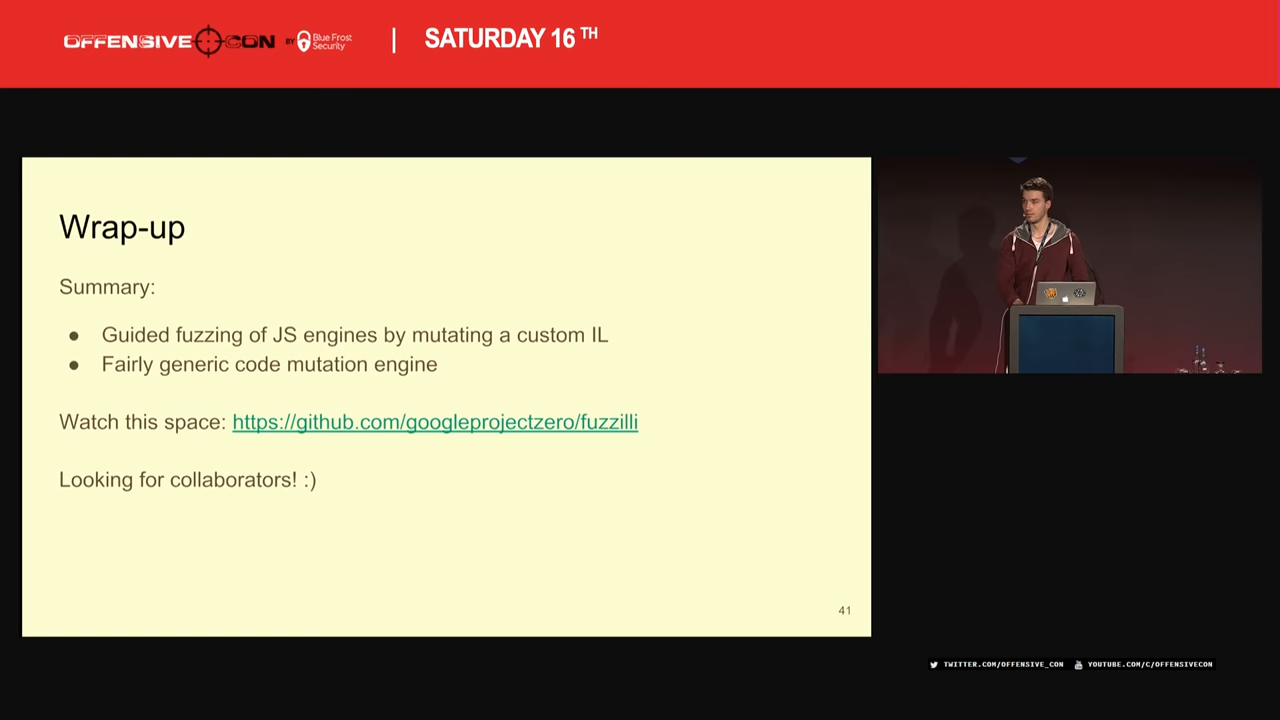 OFFENSIVE CON BY Blue Frost Security | SATURDAY 16 TH
Wrap-up
Summary:
● Guided fuzzing of JS engines by mutating a custom IL
● Fairly generic code mutation engine
Watch this space: https://github.com/googleprojectzero/fuzzilli
Looking for collaborators! :)
41
TWITTER.COM/OFFENSIVE_CON YOUTUBE.COM/C/OFFENSIVECON